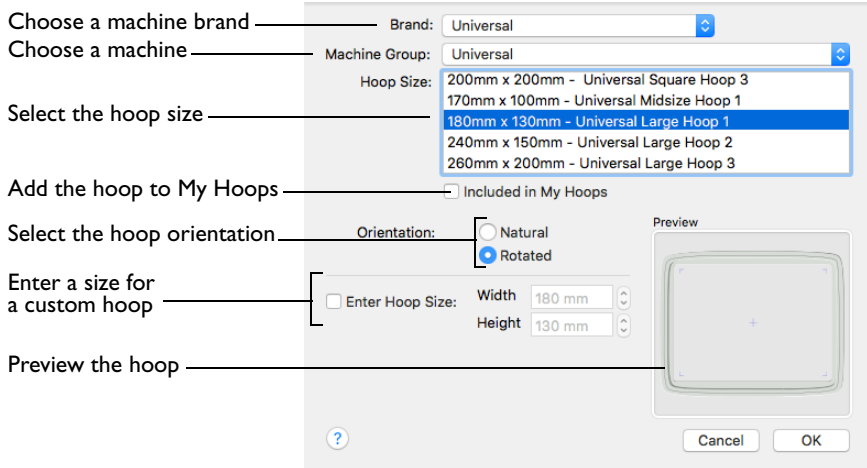 Choose a machine brand
Brand: Universal
Choose a machine
Machine Group: Universal
Hoop Size:
200mm x 200mm - Universal Square Hoop 3
170mm x 100mm - Universal Midsize Hoop 1
Select the hoop size
180mm x 130mm - Universal Large Hoop 1
240mm x 150mm - Universal Large Hoop 2
260mm x 200mm - Universal Large Hoop 3
Add the hoop to My Hoops
Included in My Hoops
Select the hoop orientation
Orientation:
Natural
Rotated
Preview
Enter a size for
a custom hoop
Enter Hoop Size:
Width 180 mm
Height 130 mm
Preview the hoop
?
Cancel
OK